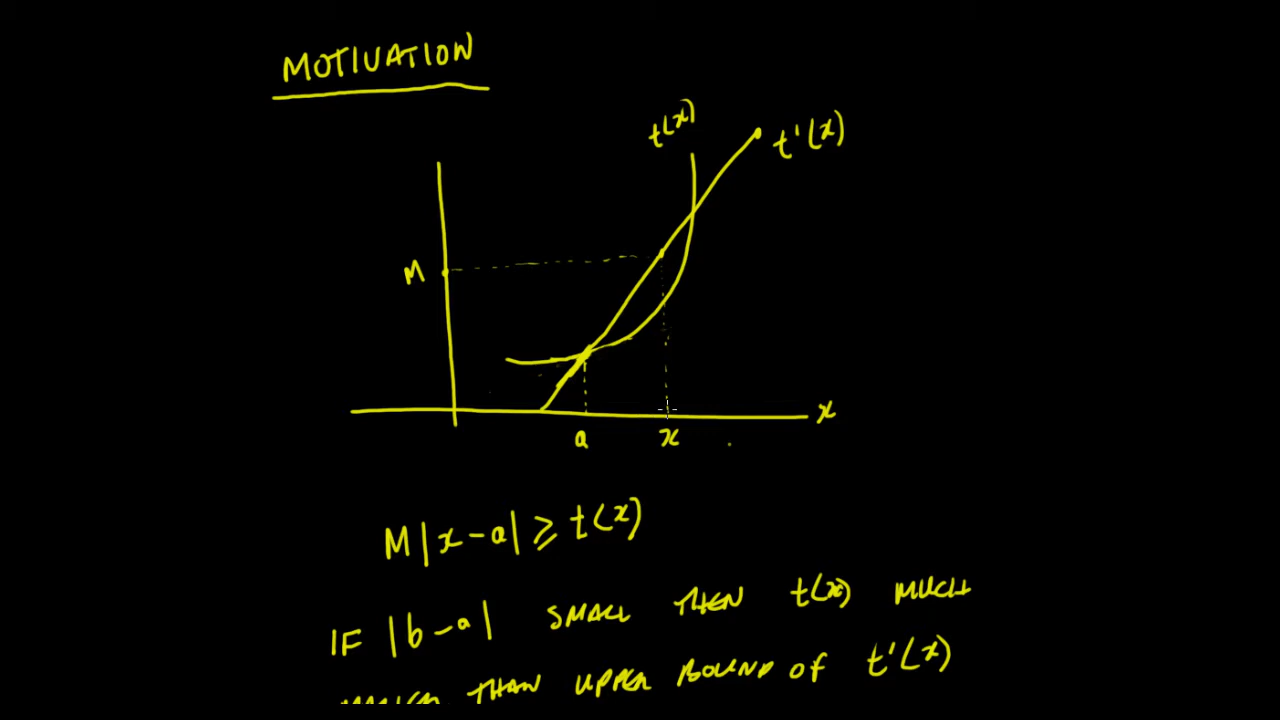 MOTIVATION
t(x)
t'(x)
M
x
a x
M|x-a| ≥ t(x)
IF |b-a| SMALL THEN t(x) MUCH
THAN UPPER BOUND OF t'(x)